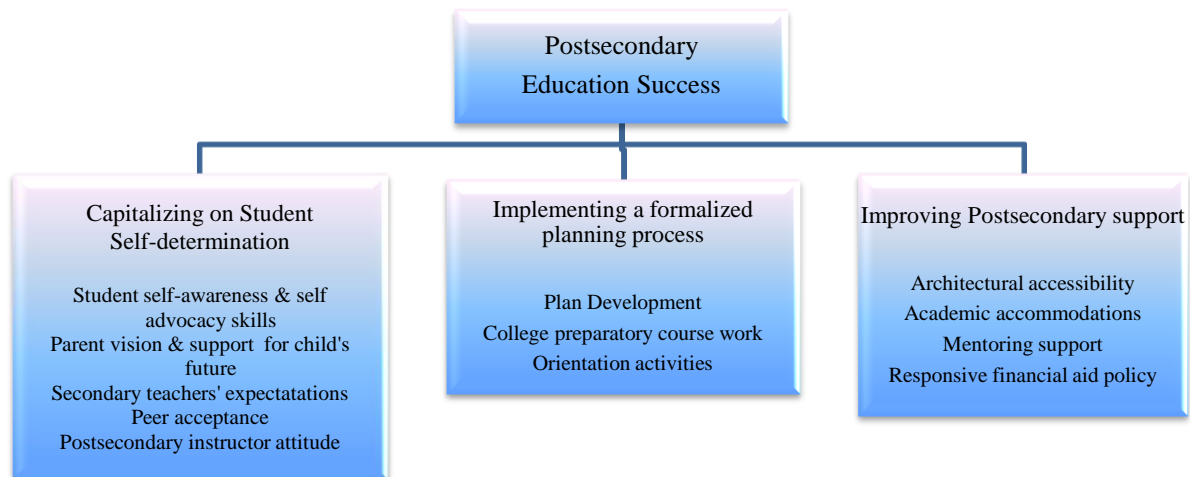 Postsecondary
Education Success
Capitalizing on Student
Self-determination
Student self-awareness & self
advocacy skills
Parent vision & support for child's
future
Secondary teachers' expectatations
Peer acceptance
Postsecondary instructor attitude
Implementing a formalized
planning process
Plan Development
College preparatory course work
Orientation activities
Improving Postsecondary support
Architectural accessibility
Academic accommodations
Mentoring support
Responsive financial aid policy